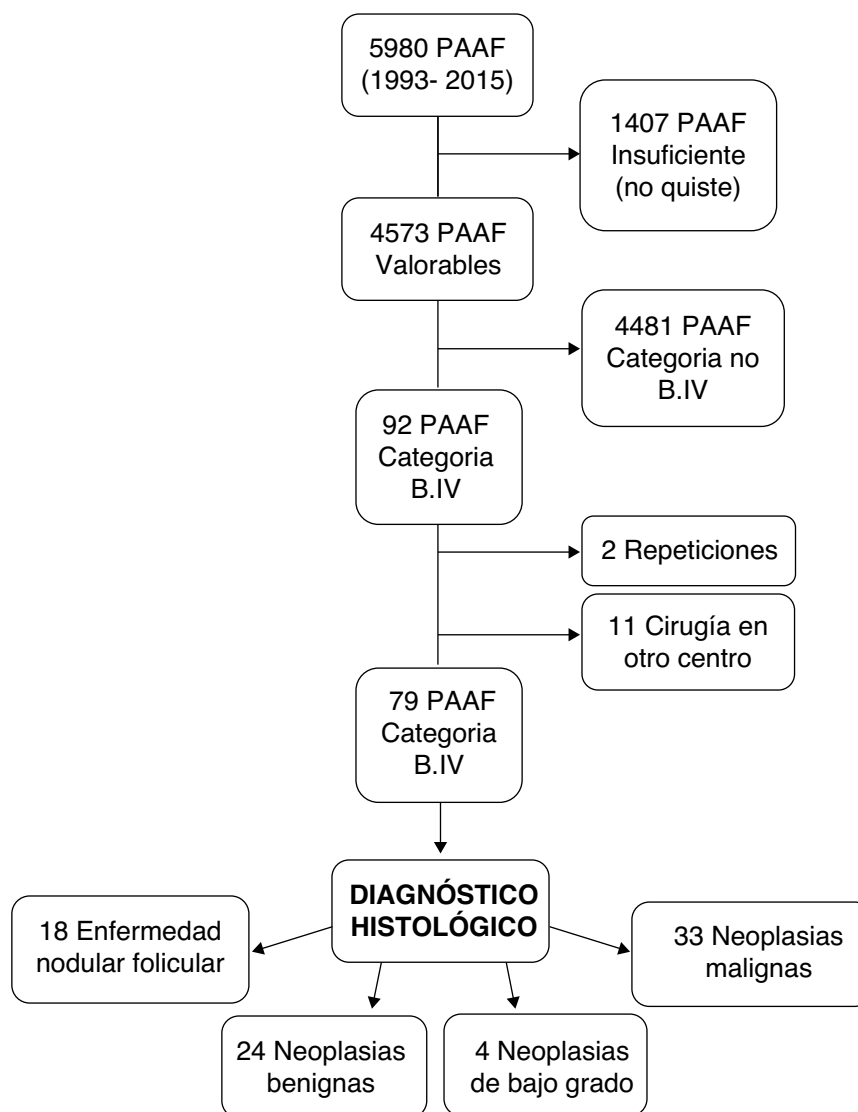 5980 PAAF
(1993- 2015)
1407 PAAF
Insuficiente
(no quiste)
4573 PAAF
Valorables
4481 PAAF
Categoria no
B.IV
92 PAAF
Categoria
B.IV
2 Repeticiones
11 Cirugía en
otro centro
79 PAAF
Categoria
B.IV
DIAGNÓSTICO
HISTOLÓGICO
18 Enfermedad
nodular folicular
33 Neoplasias
malignas
24 Neoplasias
benignas
4 Neoplasias
de bajo grado